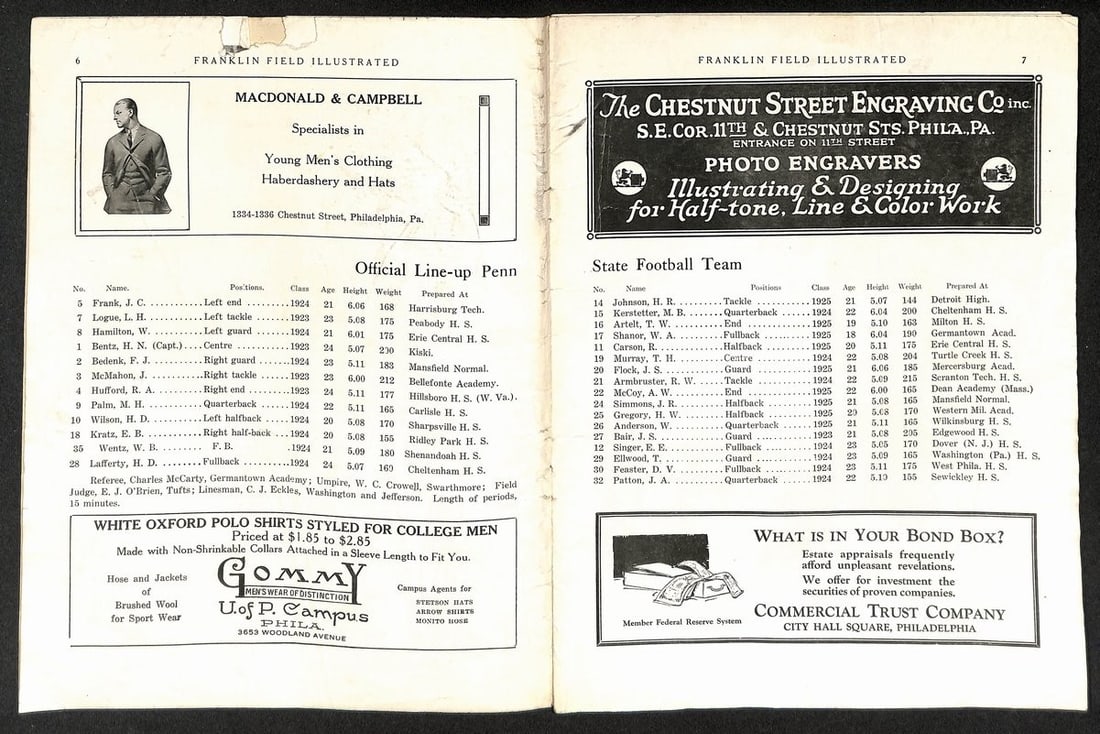 6
FRANKLIN FIELD ILLUSTRATED
MACDONALD & CAMPBELL
Specialists in
Young Men's Clothing
Haberdashery and Hats
1334-1336 Chestnut Street, Philadelphia, Pa.
Official Line-up Penn
No. Name. Positions. Class Age Height Weight Prepared At
5 Frank, J. C. ........... Left end ......... 1924 21 6.06 168 Harrisburg Tech.
7 Logue, L. H. ........... Left tackle ...... 1923 23 5.08 175 Peabody H. S.
8 Hamilton, W. .......... Left guard ....... 1924 21 6.01 175 Erie Central H. S.
1 Bentz, H. N. (Capt.) .. Centre ........... 1923 24 5.07 200 Kiski.
2 Bedenk, F. J. .......... Right guard ...... 1924 23 5.11 183 Mansfield Normal.
3 McMahon, J. .......... Right tackle ..... 1923 23 6.00 212 Bellefonte Academy.
4 Hufford, R. A. ......... Right end ........ 1923 24 5.11 177 Hillsboro H. S. (W. Va.).
9 Palm, M. H. ........... Quarterback ..... 1924 22 5.11 165 Carlisle H. S.
10 Wilson, H. D. ......... Left halfback .... 1924 20 5.08 170 Sharpsville H. S.
18 Kratz, E. B. ........... Right half-back ... 1924 20 5.08 155 Ridley Park H. S.
35 Wentz, W. B. F. B. .1924 21 5.09 180 Shenandoah H. S.
28 Lafferty, H. D. ........ Fullback ......... 1924 24 5.07 160 Cheltenham H. S.
Referee, Charles McCarty, Germantown Academy; Umpire, W. C. Crowell, Swarthmore; Field
Judge, E. J. O'Brien, Tufts; Linesman, C. J. Eckles, Washington and Jefferson. Length of periods,
15 minutes.
WHITE OXFORD POLO SHIRTS STYLED FOR COLLEGE MEN
Priced at $1.85 to $2.85
Made with Non-Shrinkable Collars Attached in a Sleeve Length to Fit You.
Hose and Jackets
of
Brushed Wool
for Sport Wear
GOMMY
MEN'S WEAR OF DISTINCTION
U. of P. Campus
PHILA.
3653 WOODLAND AVENUE
Campus Agents for
STETSON HATS
ARROW SHIRTS
MONITO HOSE
FRANKLIN FIELD ILLUSTRATED
7
The CHESTNUT STREET ENGRAVING Co inc.
S.E. COR. 11TH & CHESTNUT STS. PHILA., PA.
ENTRANCE ON 11TH STREET
PHOTO ENGRAVERS
Illustrating & Designing
for Half-tone, Line & Color Work
State Football Team
No. Name Positions Class Age Height Weight Prepared At
14 Johnson, H. R. ......... Tackle ........... 1925 21 5.07 144 Detroit High.
15 Kerstetter, M. B. ....... Quarterback ...... 1924 22 6.04 200 Cheltenham H. S.
16 Artelt, T. W. ........... End .............. 1925 19 5.10 163 Milton H. S.
17 Shanor, W. A. .......... Fullback ......... 1925 18 6.04 190 Germantown Acad.
11 Carson, R. .............. Halfback ......... 1925 20 5.11 175 Erie Central H. S.
19 Murray, T. H. .......... Centre ........... 1924 22 5.08 204 Turtle Creek H. S.
20 Flock, J. S. ............. Guard ............ 1925 21 6.06 185 Mercersburg Acad.
21 Armbruster, R. W. ...... Tackle ........... 1924 22 5.09 215 Scranton Tech. H. S.
22 McCoy, A. W. .......... End .............. 1925 22 6.00 165 Dean Academy (Mass.)
24 Simmons, J. R. ......... Halfback ......... 1925 21 5.08 165 Mansfield Normal.
25 Gregory, H. W. ......... Halfback ......... 1925 20 5.08 170 Western Mil. Acad.
26 Anderson, W. .......... Quarterback ...... 1925 21 5.11 165 Wilkinsburg H. S.
27 Bair, J. S. .............. Guard ............ 1923 21 5.08 205 Edgewood H. S.
12 Singer, E. E. ............ Fullback ......... 1924 23 5.05 170 Dover (N. J.) H. S.
29 Ellwood, T. ............. Guard ............ 1924 23 5.09 165 Washington (Pa.) H. S.
30 Feaster, D. V. .......... Fullback ......... 1924 23 5.11 175 West Phila. H. S.
32 Patton, J. A. ........... Quarterback ...... 1924 22 5.10 155 Sewickley H. S.
WHAT IS IN YOUR BOND BOX?
Estate appraisals frequently
afford unpleasant revelations.
We offer for investment the
securities of proven companies.
Member Federal Reserve System
COMMERCIAL TRUST COMPANY
CITY HALL SQUARE, PHILADELPHIA